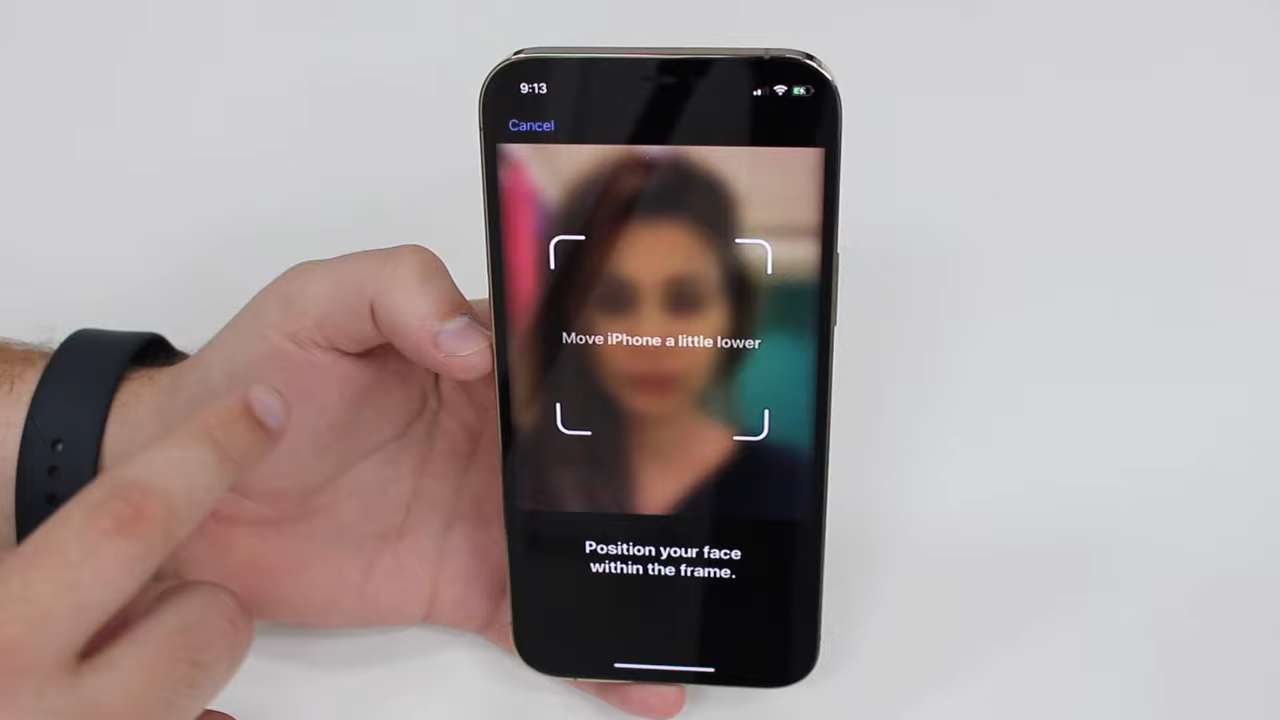 9:13
Cancel
Move iPhone a little lower
Position your face
within the frame.